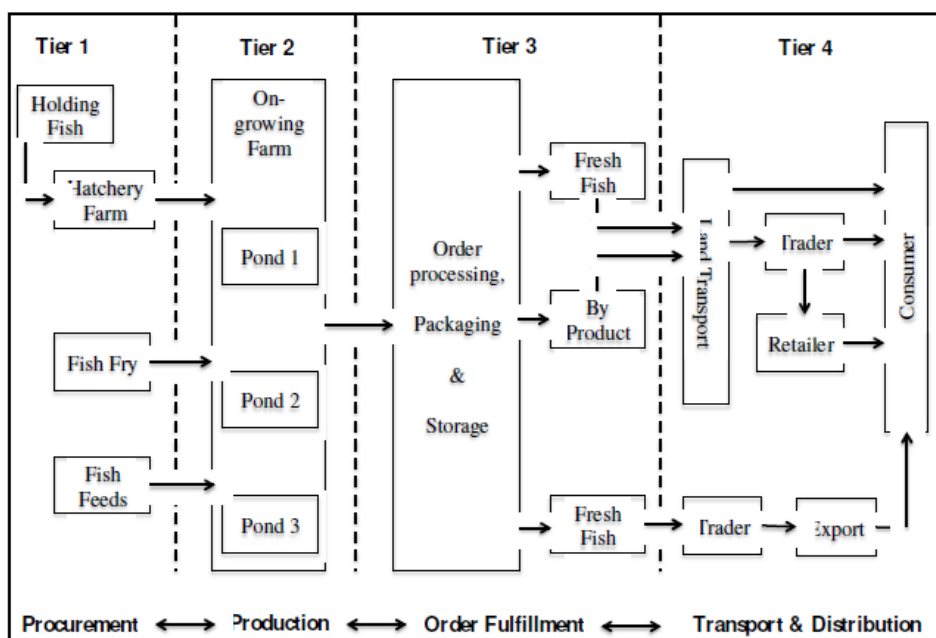 Tier 1
Tier 2
Tier 3
Tier 4
Holding
Fish
Hatchery
Farm
Fish Fry
Fish
Feeds
On-
growing
Farm
Pond 1
Pond 2
Pond 3
Order
processing,
Packaging
&
Storage
Fresh
Fish
By
Product
Fresh
Fish
Land Transport
Trader
Retailer
Consumer
Trader
Export
Procurement
Production
Order Fulfillment
Transport & Distribution